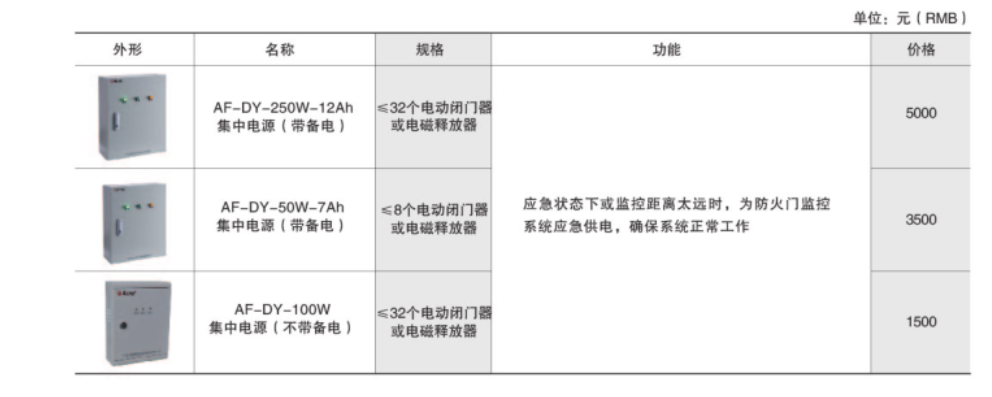 单位：元（RMB）
外形 名称 规格 功能 价格
AF-DY-250W-12Ah
集中电源（带备电）
≤32个电动闭门器
或电磁释放器
5000
AF-DY-50W-7Ah
集中电源（带备电）
≤8个电动闭门器
或电磁释放器
应急状态下或监控距离太远时，为防火门监控
系统应急供电，确保系统正常工作
3500
AF-DY-100W
集中电源（不带备电）
≤32个电动闭门器
或电磁释放器
1500